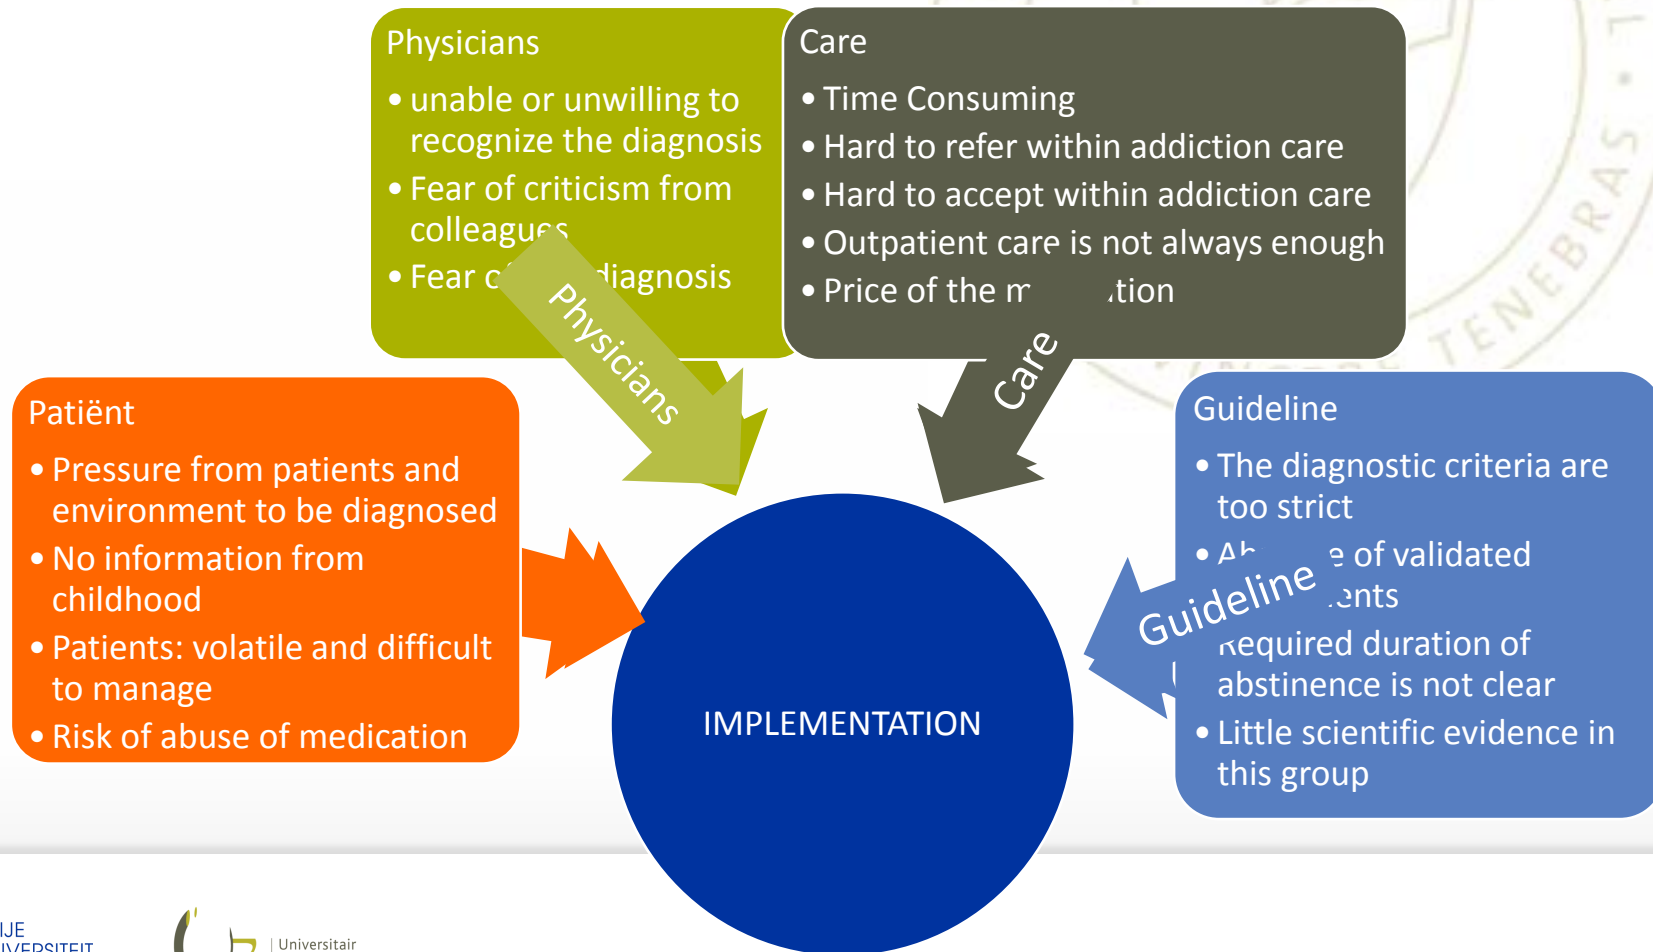 Physicians
• unable or unwilling to
recognize the diagnosis
• Fear of criticism from
colleagues
• Fear diagnosis
Care
• Time Consuming
• Hard to refer within addiction care
• Hard to accept within addiction care
• Outpatient care is not always enough
• Price of the
Physicians
Care
Patiënt
• Pressure from patients and
environment to be diagnosed
• No information from
childhood
• Patients: volatile and difficult
to manage
• Risk of abuse of medication
Guideline
• The diagnostic criteria are
too strict
• of validated
Guideline
Required duration of
abstinence is not clear
• Little scientific evidence in
this group
IMPLEMENTATION
TENEBRAS
Universitair